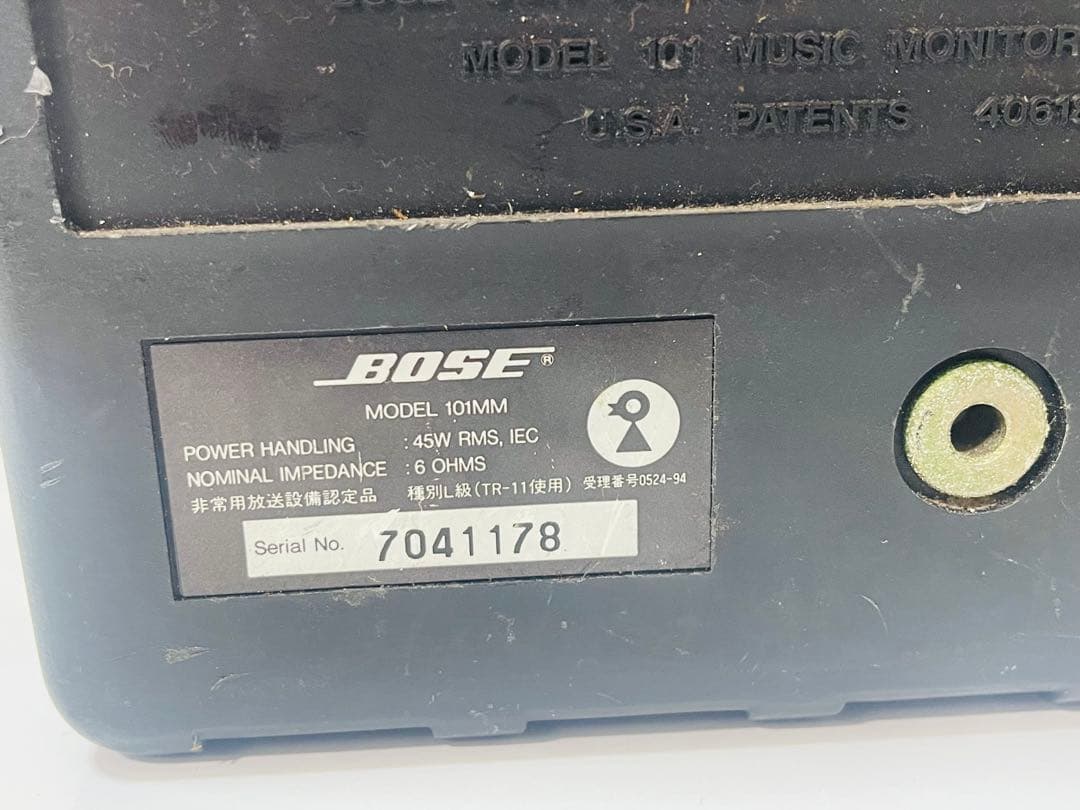 MODEL 101 MUSIC MONITOR
U.S.A. PATENTS 4061
BOSE®
MODEL 101MM
POWER HANDLING : 45W RMS, IEC
NOMINAL IMPEDANCE : 6 OHMS
非常用放送設備認定品 種別L級(TR-11使用) 受理番号0524-94
Serial No. 7041178